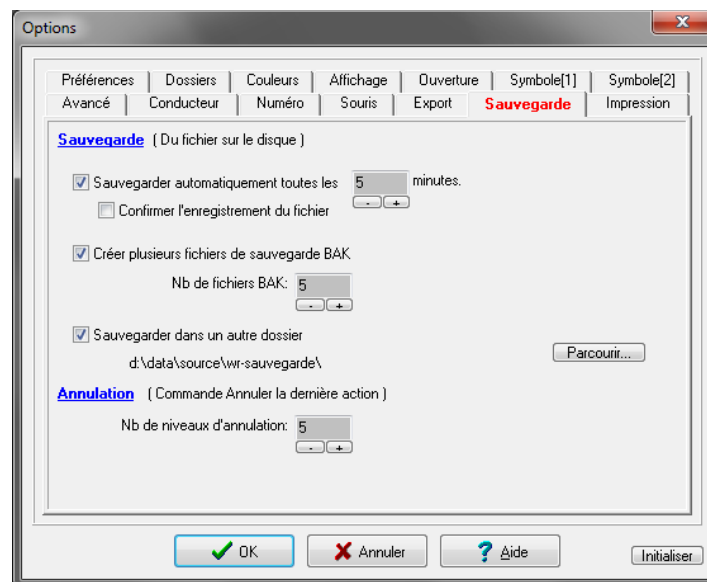 Options
Préférences Dossiers Couleurs Affichage Ouverture Symbole[1] Symbole[2]
Avancé Conducteur Numéro Souris Export Sauvegarde Impression
Sauvegarde ( Du fichier sur le disque )
Sauvegarder automatiquement toutes les 5 minutes.
- +
Confirmer l'enregistrement du fichier
Créer plusieurs fichiers de sauvegarde BAK
Nb de fichiers BAK: 5
- +
Sauvegarder dans un autre dossier
Parcourir...
d:\data\source\wr-sauvegarde\
Annulation ( Commande Annuler la dernière action )
Nb de niveaux d'annulation: 5
- +
OK Annuler ? Aide Initialiser